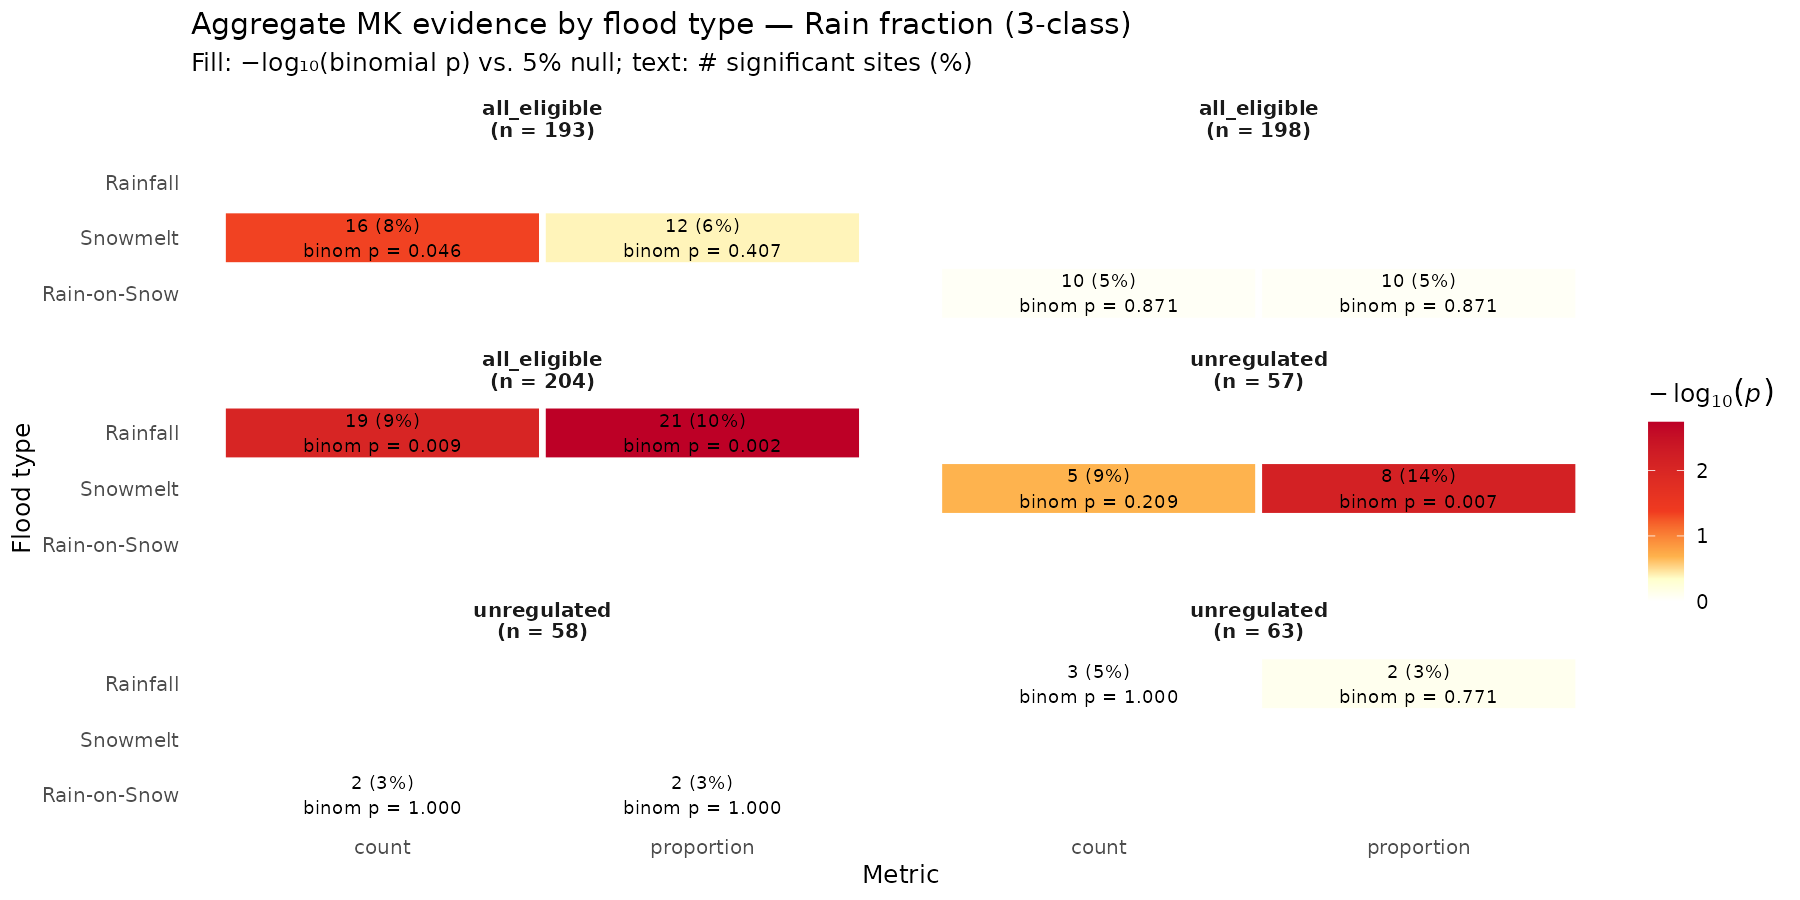 Aggregate MK evidence by flood type — Rain fraction (3-class)
Fill: −log₁₀(binomial p) vs. 5% null; text: # significant sites (%)
all_eligible
(n = 193)
all_eligible
(n = 198)
Rainfall
Snowmelt
16 (8%)
binom p = 0.046
12 (6%)
binom p = 0.407
Rain-on-Snow
10 (5%)
binom p = 0.871
10 (5%)
binom p = 0.871
all_eligible
(n = 204)
unregulated
(n = 57)
Rainfall
19 (9%)
binom p = 0.009
21 (10%)
binom p = 0.002
Snowmelt
5 (9%)
binom p = 0.209
8 (14%)
binom p = 0.007
Rain-on-Snow
unregulated
(n = 58)
unregulated
(n = 63)
Rainfall
3 (5%)
binom p = 1.000
2 (3%)
binom p = 0.771
Snowmelt
Rain-on-Snow
2 (3%)
binom p = 1.000
2 (3%)
binom p = 1.000
count
proportion
count
proportion
Metric
Flood type
−log₁₀(p)
2
1
0